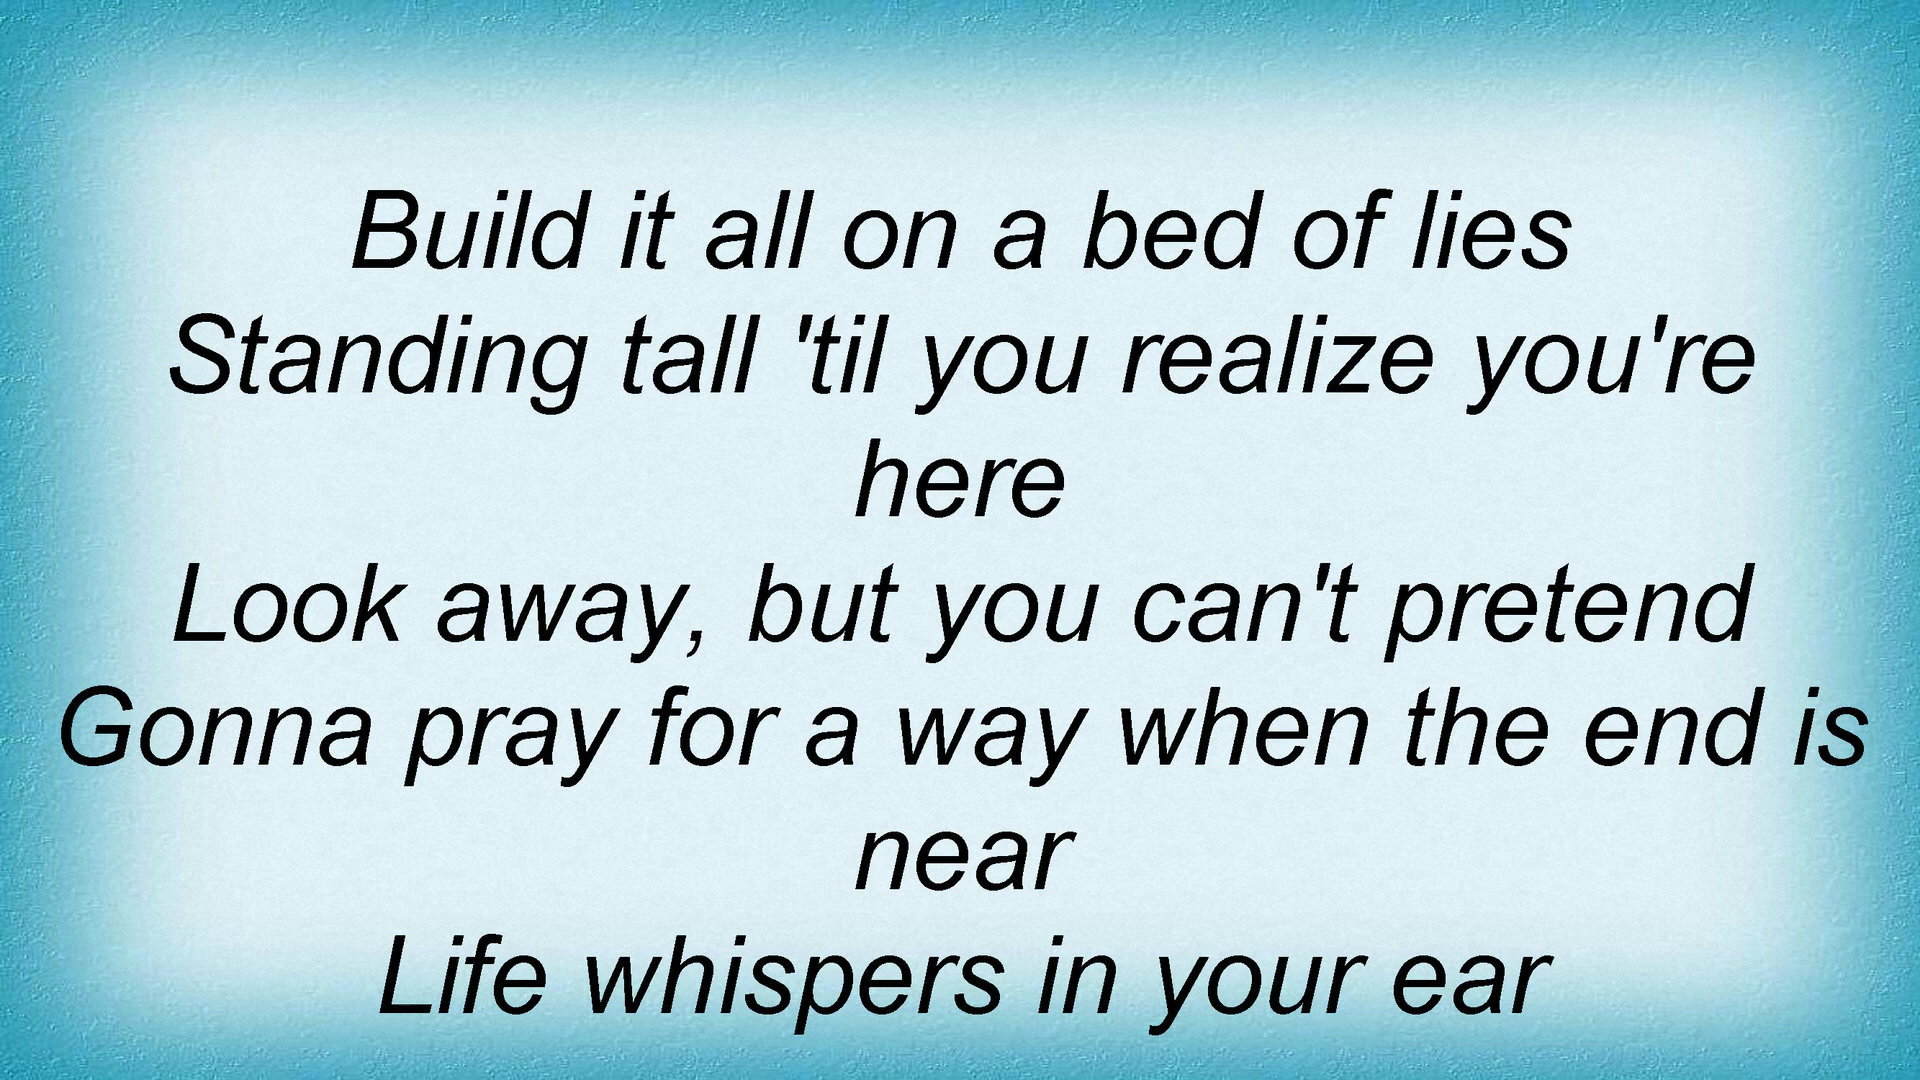 Build it all on a bed of lies
Standing tall 'til you realize you're
here
Look away, but you can't pretend
Gonna pray for a way when the end is
near
Life whispers in your ear